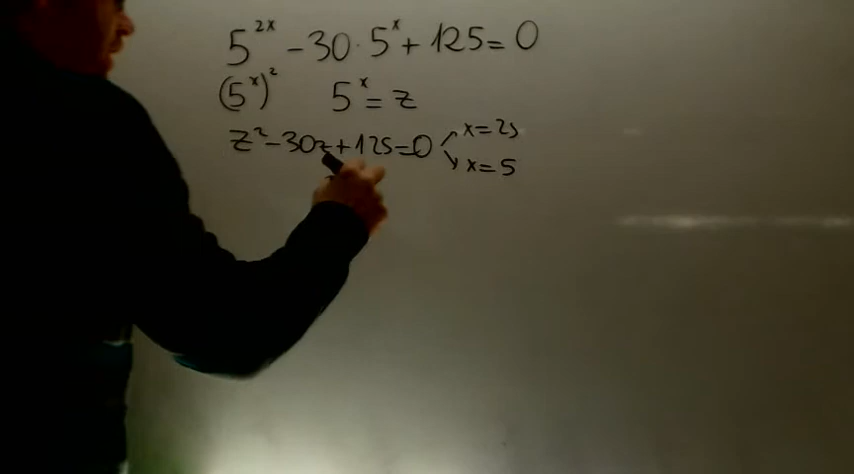 5^{2x} - 30 · 5^x + 125 = 0
(5^x)^2 5^x = z
z^2 - 30z + 125 = 0 x = 25
x = 5